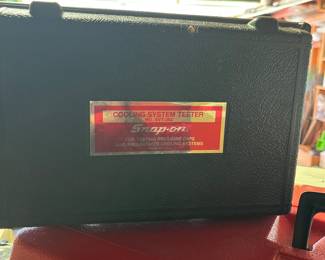 COOLING SYSTEM TESTER
Snap-on
FOR TESTING PRESSURE CAPS
AND PRESSURIZED COOLING SYSTEMS